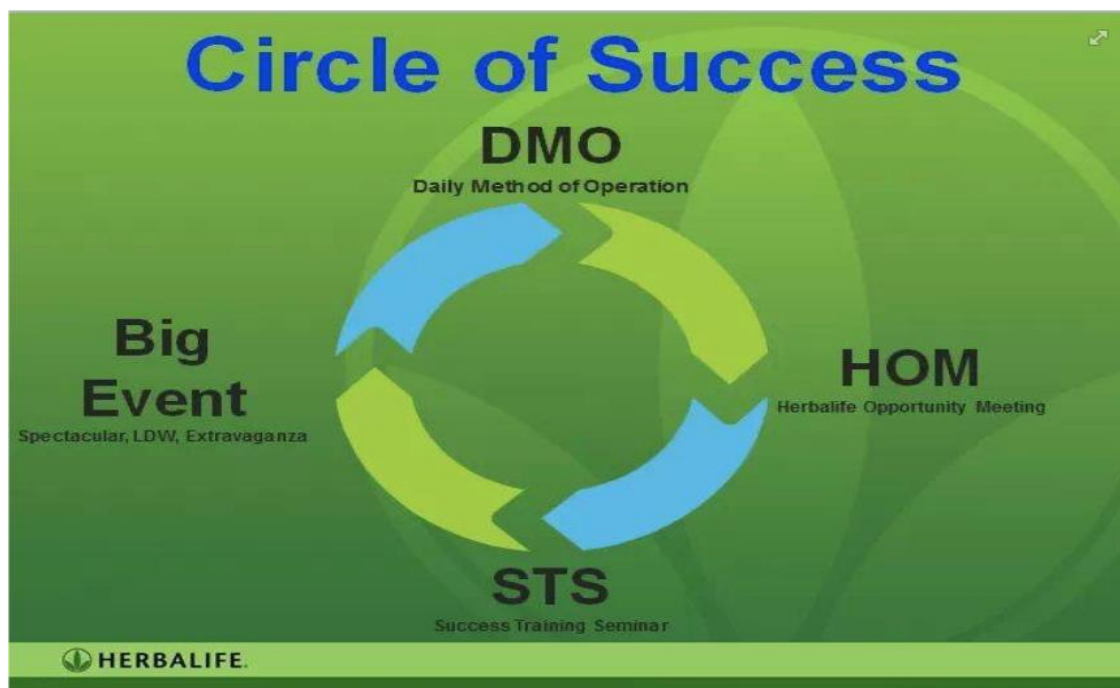 Circle of Success
DMO
Daily Method of Operation
Big
Event
Spectacular, LDW, Extravaganza
HOM
Herbalife Opportunity Meeting
STS
Success Training Seminar
HERBALIFE.